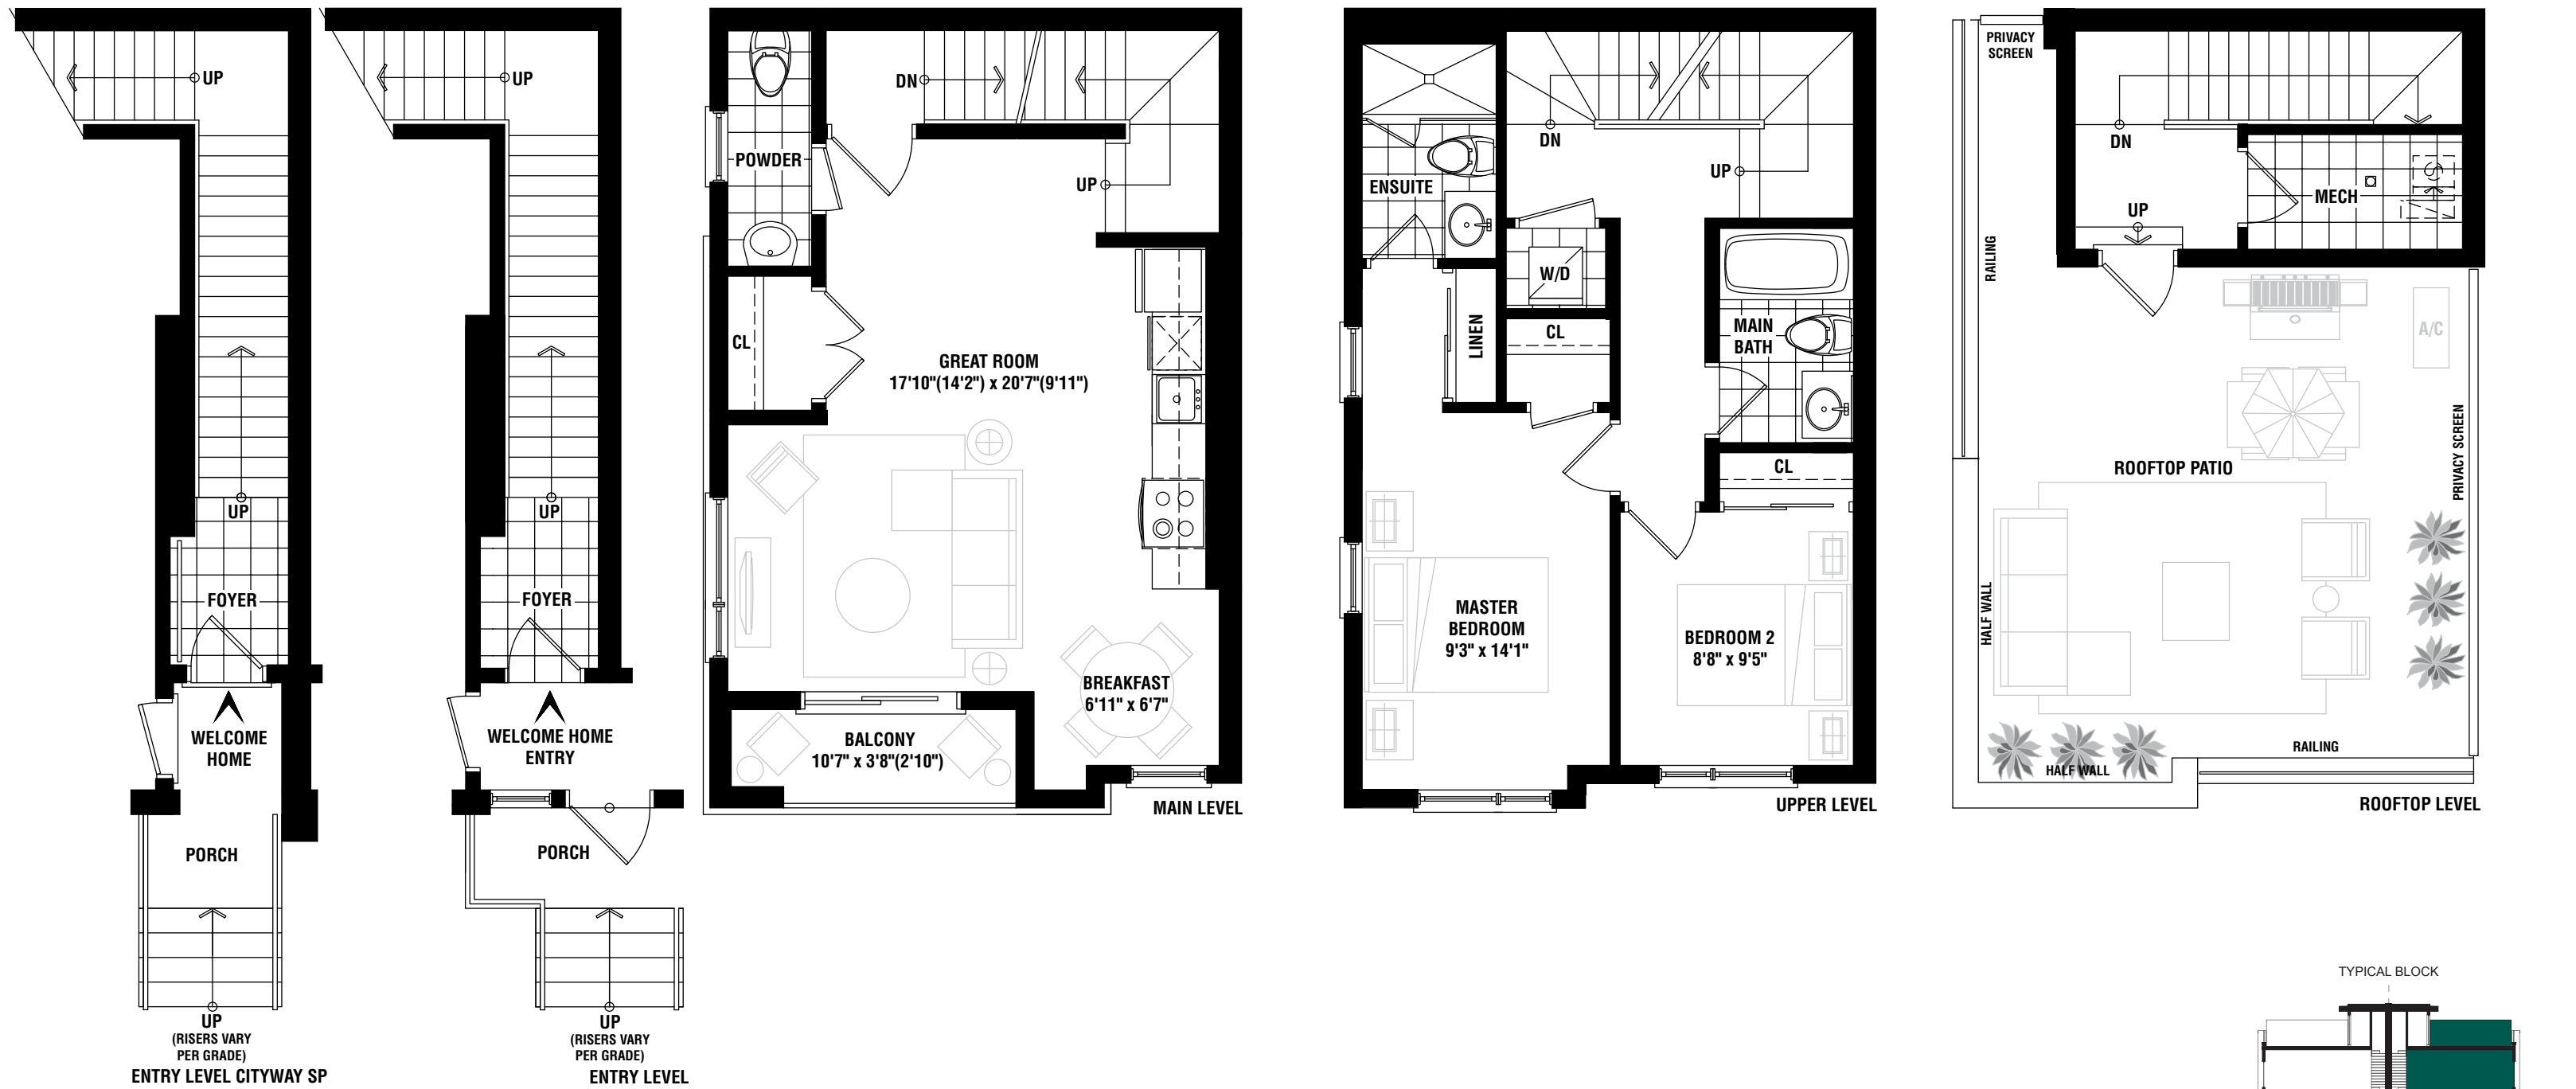 UP
UP
FOYER
WELCOME
HOME
PORCH
UP
(RISERS VARY
PER GRADE)
ENTRY LEVEL CITYWAY SP
UP
UP
FOYER
WELCOME HOME
ENTRY
PORCH
UP
(RISERS VARY
PER GRADE)
ENTRY LEVEL
DN
POWDER
UP
CL
GREAT ROOM
17'10"(14'2") x 20'7"(9'11")
BREAKFAST
6'11" x 6'7"
BALCONY
10'7" x 3'8"(2'10")
MAIN LEVEL
DN
UP
ENSUITE
W/D
LINEN
CL
MAIN
BATH
CL
MASTER
BEDROOM
9'3" x 14'1"
BEDROOM 2
8'8" x 9'5"
UPPER LEVEL
PRIVACY
SCREEN
DN
MECH
UP
RAILING
A/C
PRIVACY SCREEN
ROOFTOP PATIO
HALF WALL
RAILING
HALF WALL
ROOFTOP LEVEL
TYPICAL BLOCK